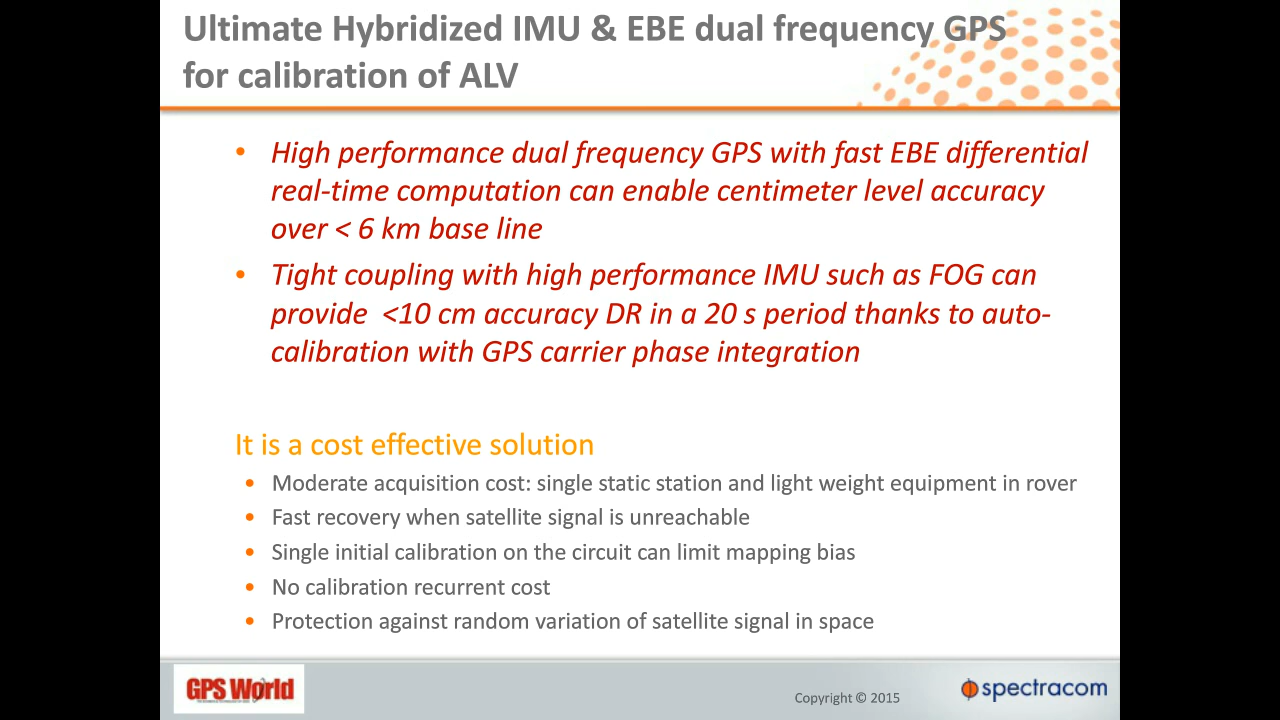 Ultimate Hybridized IMU & EBE dual frequency GPS
for calibration of ALV
• High performance dual frequency GPS with fast EBE differential
real-time computation can enable centimeter level accuracy
over < 6 km base line
• Tight coupling with high performance IMU such as FOG can
provide  <10 cm accuracy DR in a 20 s period thanks to auto-
calibration with GPS carrier phase integration
It is a cost effective solution
• Moderate acquisition cost: single static station and light weight equipment in rover
• Fast recovery when satellite signal is unreachable
• Single initial calibration on the circuit can limit mapping bias
• No calibration recurrent cost
• Protection against random variation of satellite signal in space
GPS World
Copyright © 2015
spectracom